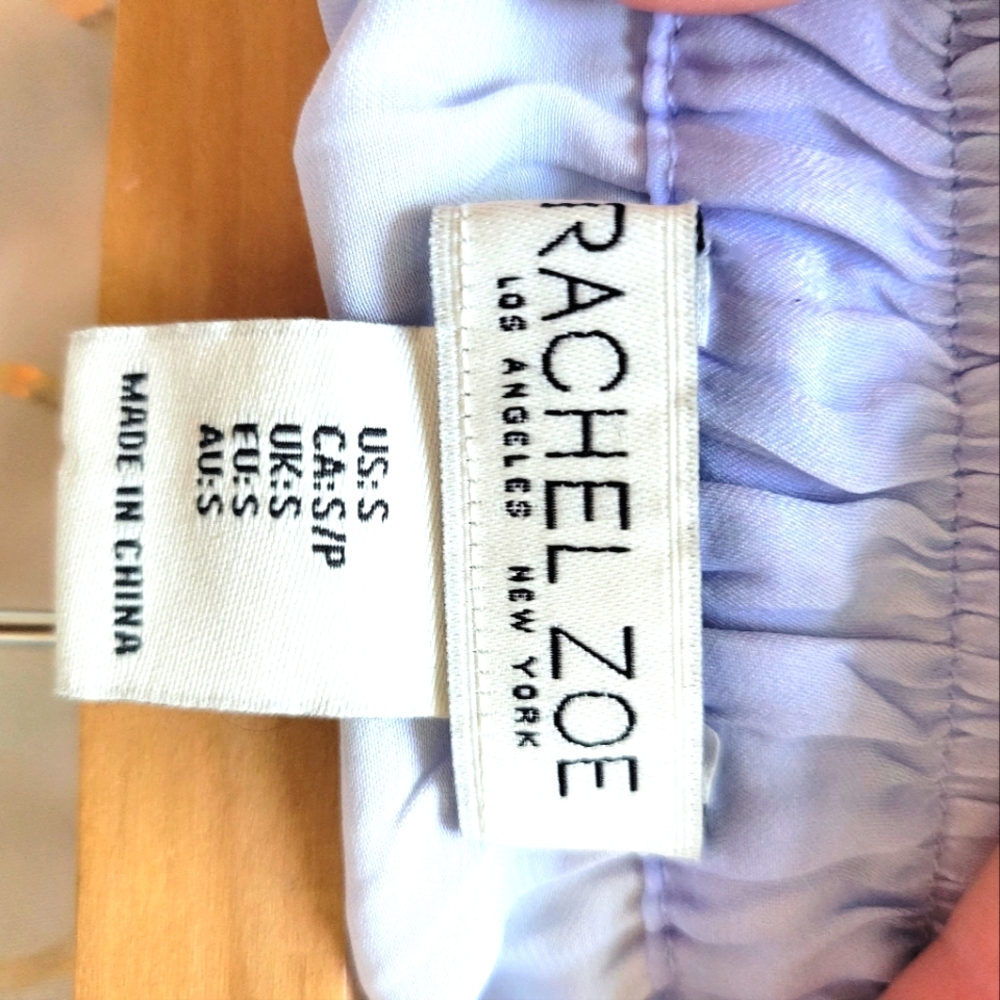 RACHEL ZOE
LOS ANGELES NEW YORK
US:S
CA:S/P
UK:S
EU:S
AU:S
MADE IN CHINA